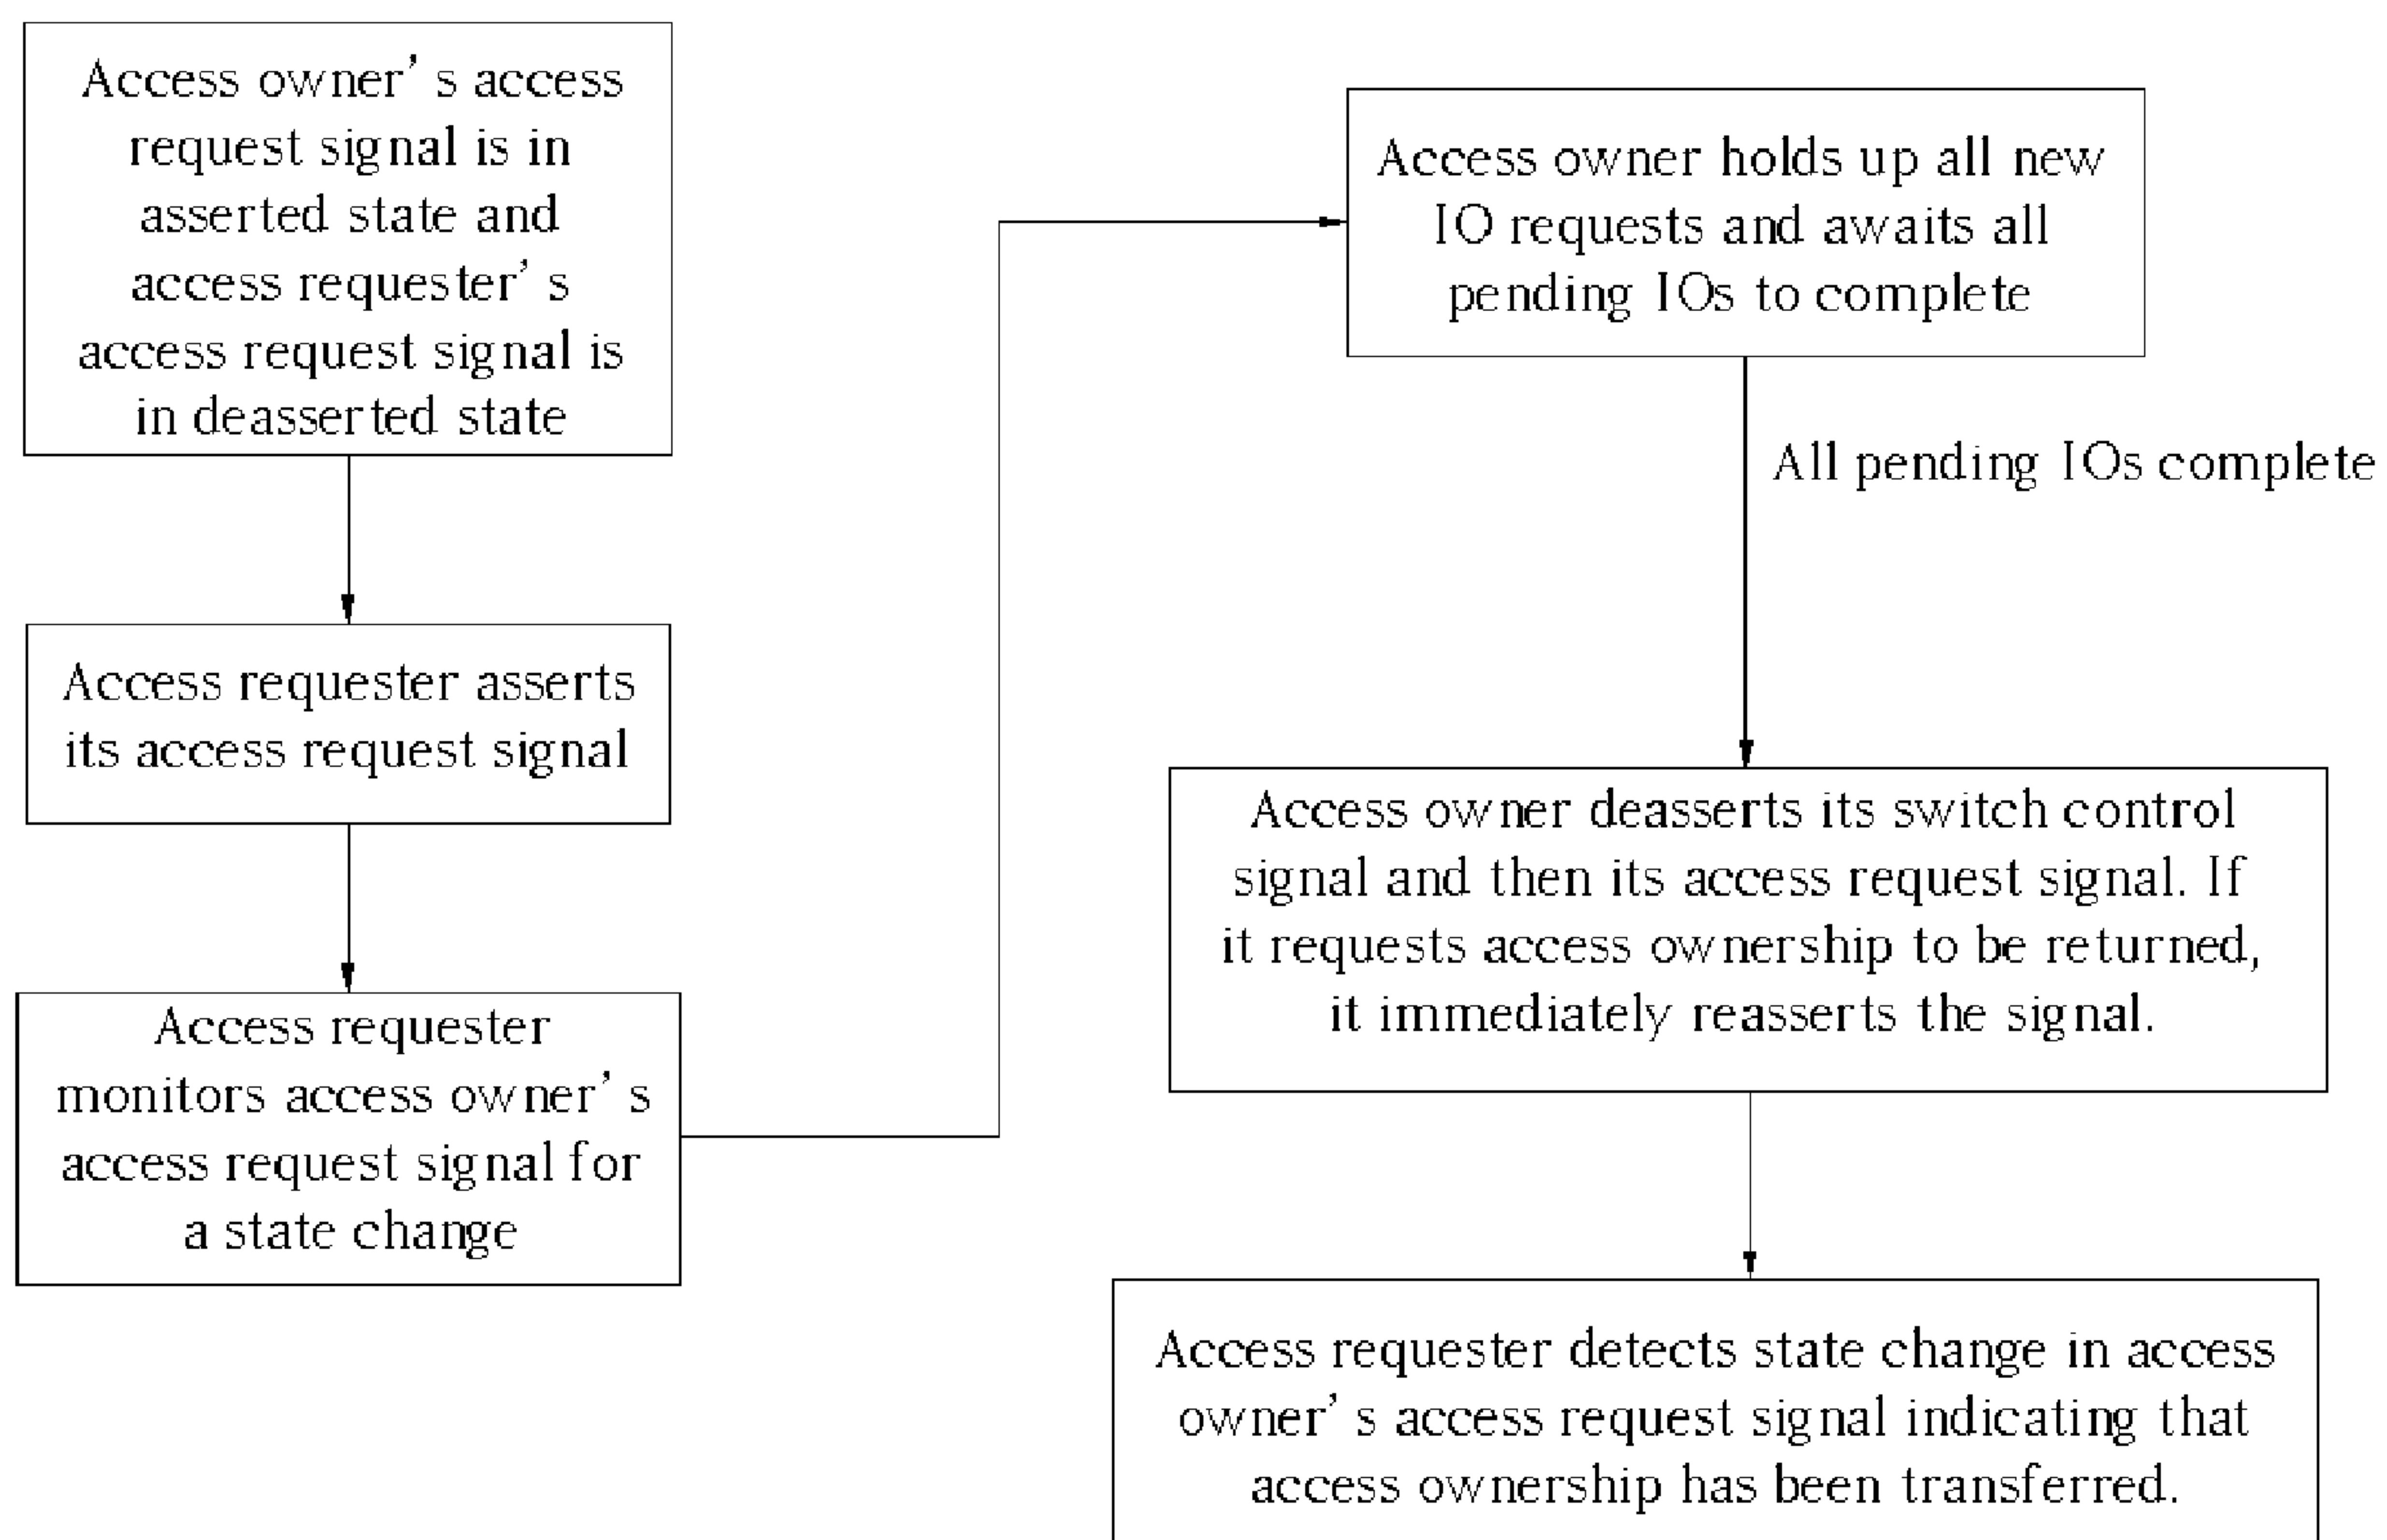 Access owner's access
request signal is in
asserted state and
access requester's
access request signal is
in deasserted state
Access requester asserts
its access request signal
Access requester
monitors access owner's
access request signal for
a state change
Access owner holds up all new
IO requests and awaits all
pending IOs to complete
All pending IOs complete
Access owner deasserts its switch control
signal and then its access request signal. If
it requests access ownership to be returned,
it immediately reasserts the signal.
Access requester detects state change in access
owner's access request signal indicating that
access ownership has been transferred.